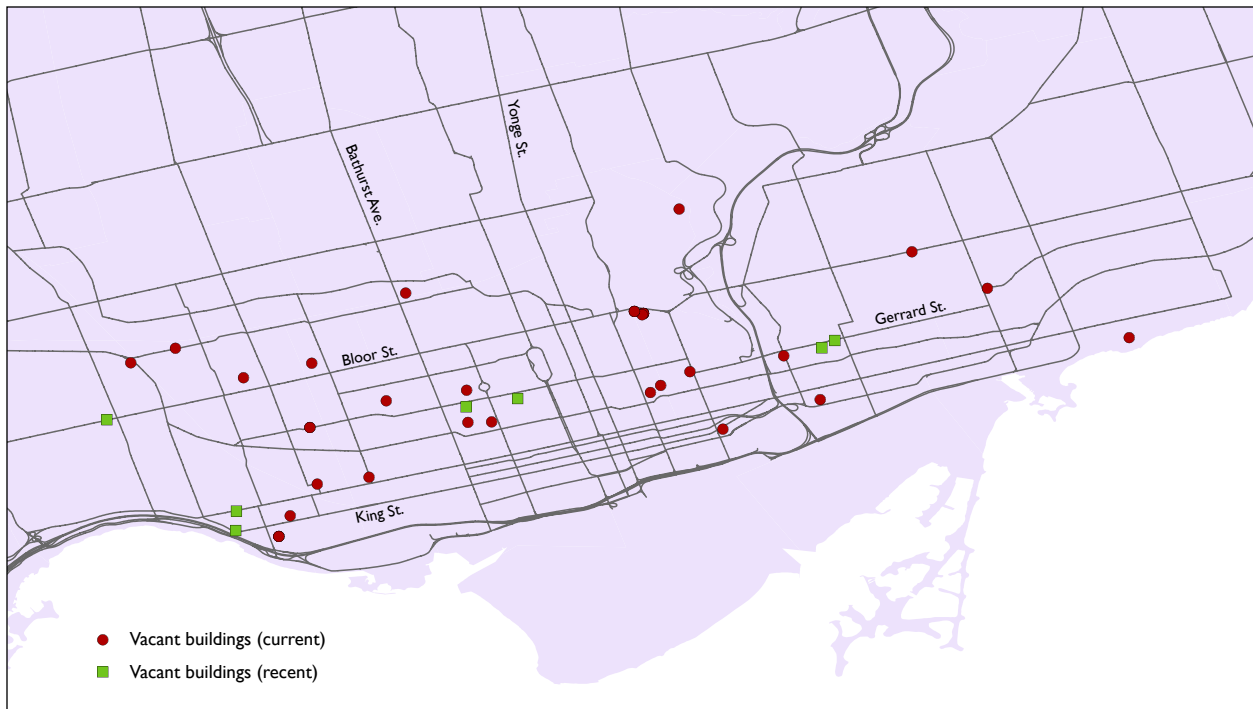 Yonge St.
Bathurst Ave.
Gerrard St.
Bloor St.
King St.
Vacant buildings (current)
Vacant buildings (recent)